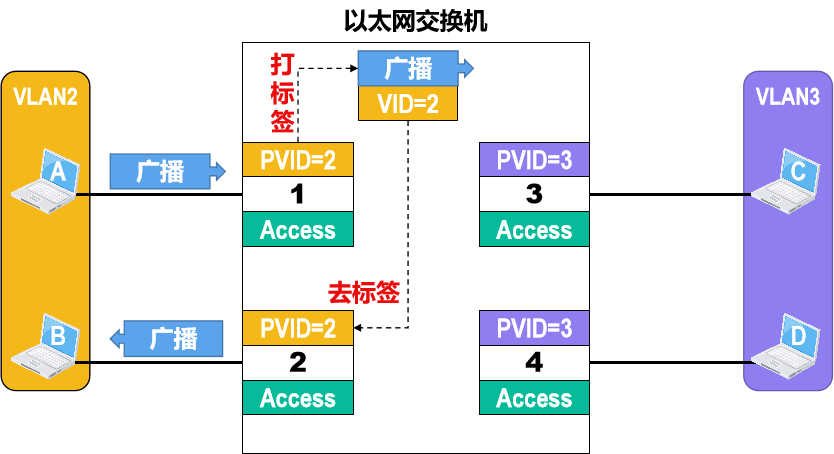 以太网交换机
打标签
广播
VID=2
VLAN2
VLAN3
A
广播
PVID=2
1
Access
PVID=3
3
Access
C
去标签
B
广播
PVID=2
2
Access
PVID=3
4
Access
D